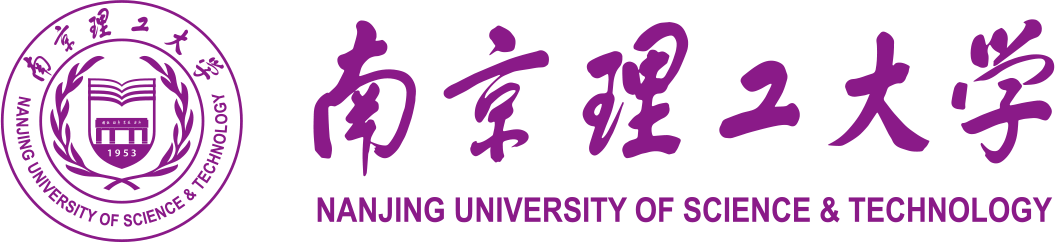 南京理工大学
NANJING UNIVERSITY OF SCIENCE & TECHNOLOGY
1953
南京理工大学
NANJING UNIVERSITY OF SCIENCE & TECHNOLOGY